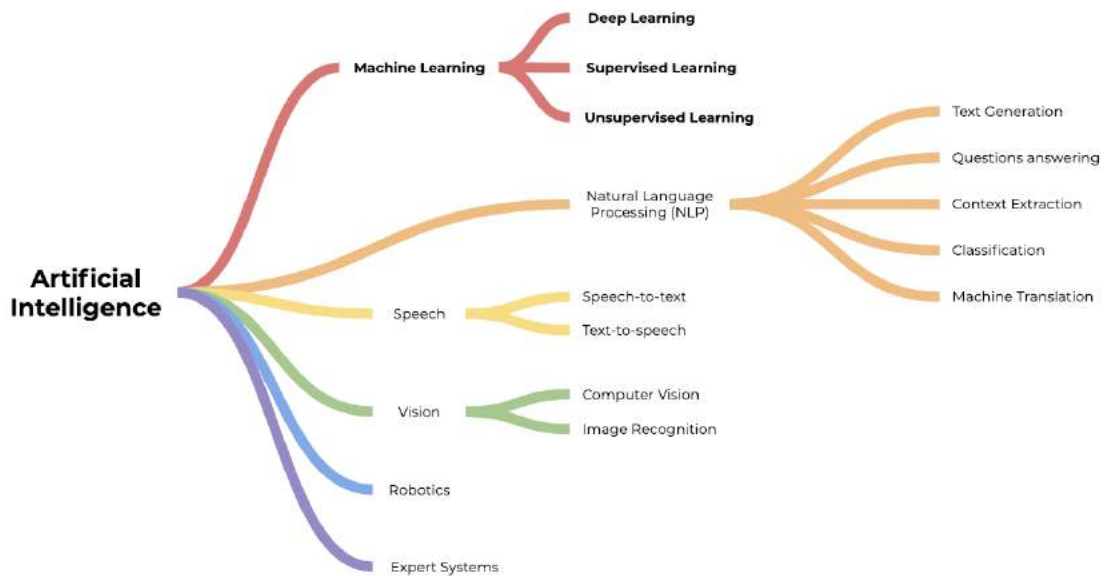 Artificial
Intelligence
Machine Learning
Deep Learning
Supervised Learning
Unsupervised Learning
Natural Language
Processing (NLP)
Text Generation
Questions answering
Context Extraction
Classification
Machine Translation
Speech
Speech-to-text
Text-to-speech
Vision
Computer Vision
Image Recognition
Robotics
Expert Systems